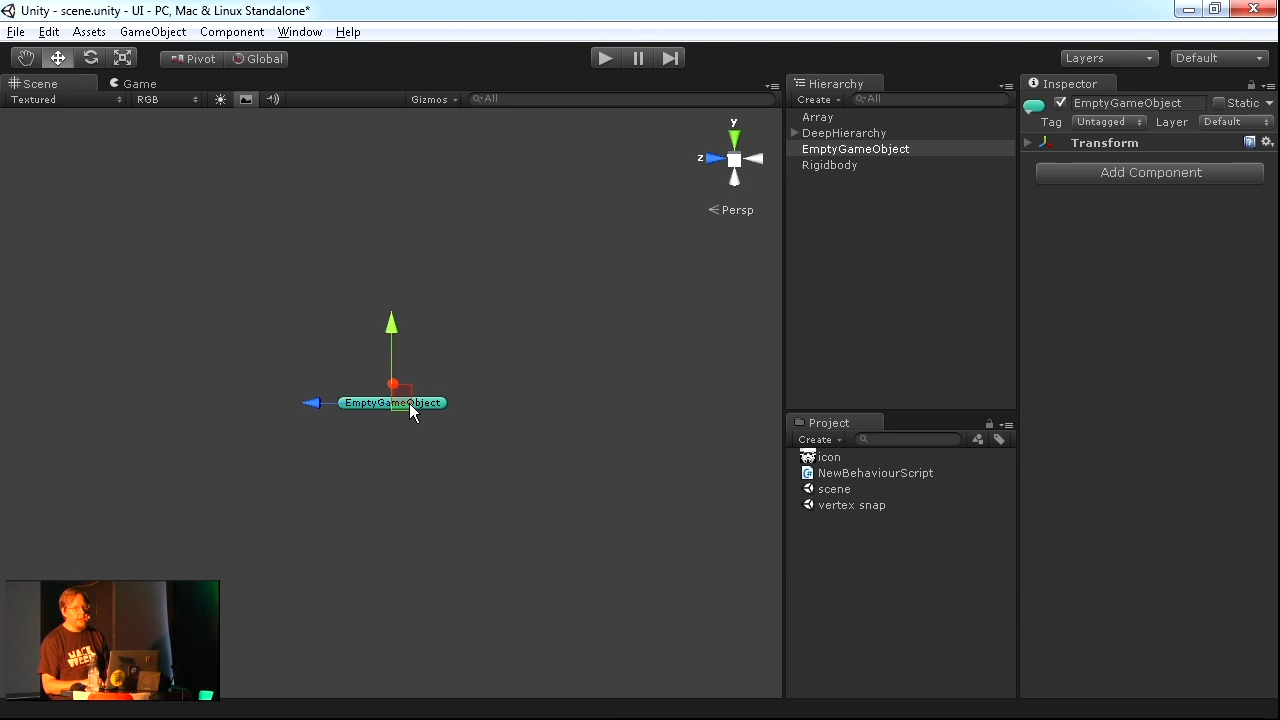 Unity - scene.unity - UI - PC, Mac & Linux Standalone*
File Edit Assets GameObject Component Window Help
Pivot Global Layers Default
Scene Game
Textured RGB Gizmos All
y
z
Persp
EmptyGameObject
Hierarchy
Create All
Array
DeepHierarchy
EmptyGameObject
Rigidbody
Project
Create
icon
NewBehaviourScript
scene
vertex snap
Inspector
EmptyGameObject Static
Tag Untagged Layer Default
Transform
Add Component
HACK
WEEK